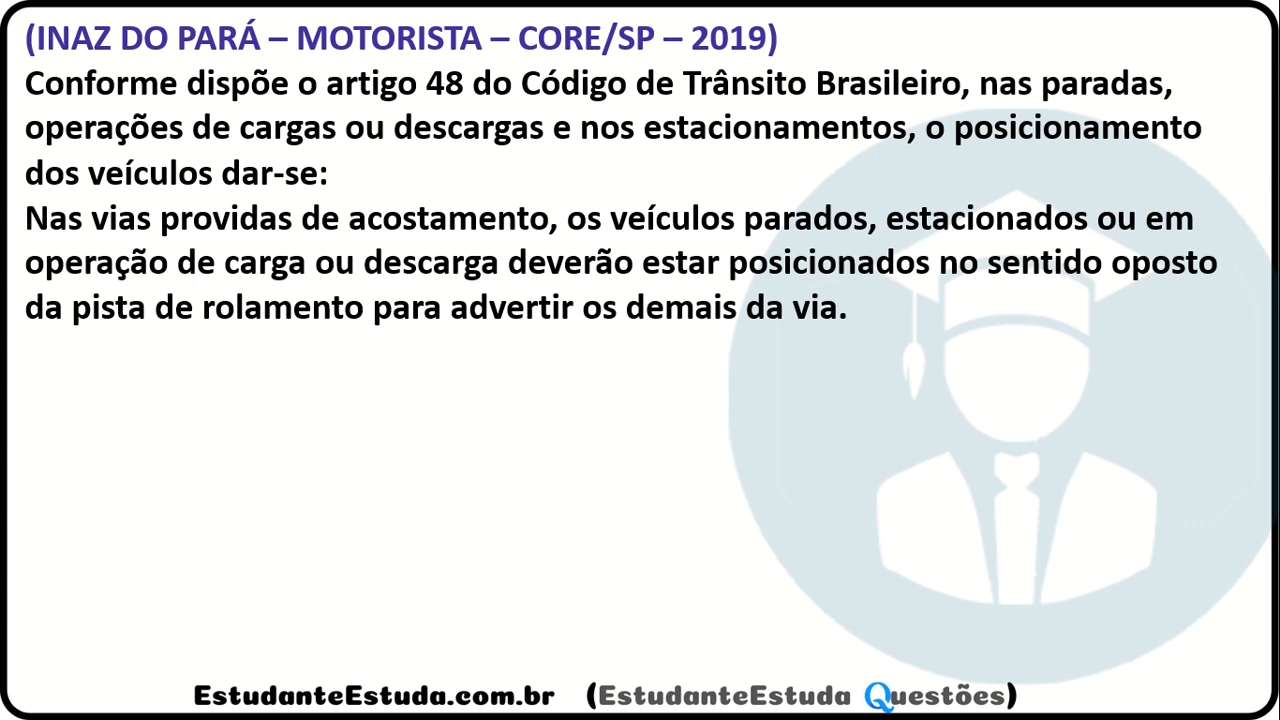 (INAZ DO PARÁ – MOTORISTA – CORE/SP – 2019)
Conforme dispõe o artigo 48 do Código de Trânsito Brasileiro, nas paradas,
operações de cargas ou descargas e nos estacionamentos, o posicionamento
dos veículos dar-se:
Nas vias providas de acostamento, os veículos parados, estacionados ou em
operação de carga ou descarga deverão estar posicionados no sentido oposto
da pista de rolamento para advertir os demais da via.
EstudanteEstuda.com.br (EstudanteEstuda Questões)